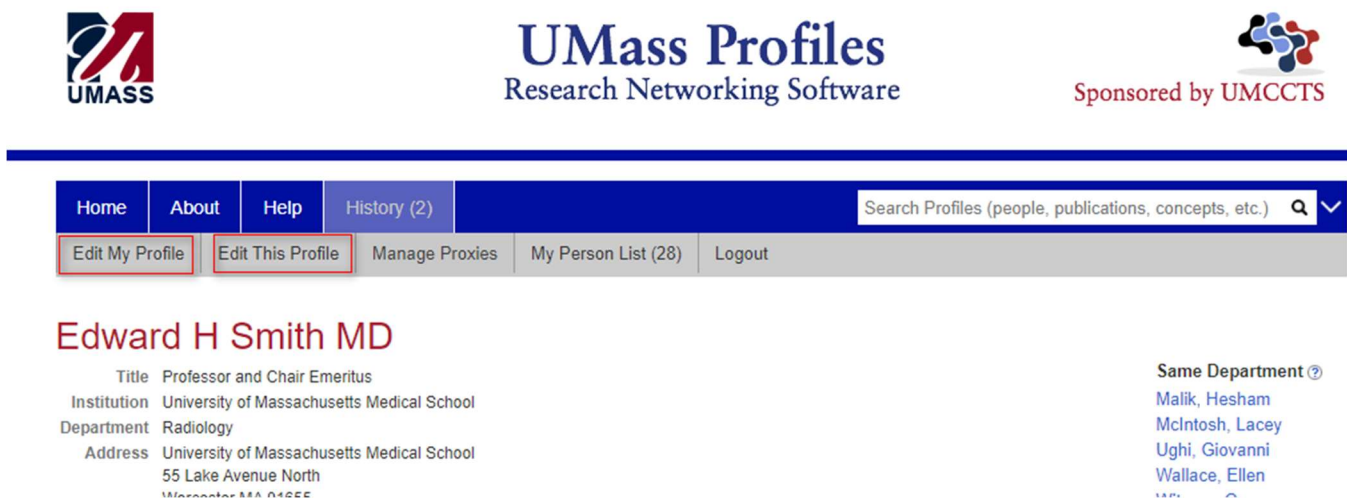 UMASS
UMass Profiles
Research Networking Software
Sponsored by UMCCTS
Home About Help History (2) Search Profiles (people, publications, concepts, etc.)
Edit My Profile Edit This Profile Manage Proxies My Person List (28) Logout
Edward H Smith MD
Title Professor and Chair Emeritus
Institution University of Massachusetts Medical School
Department Radiology
Address University of Massachusetts Medical School
55 Lake Avenue North
Worcester MA 01655
Same Department ?
Malik, Hesham
McIntosh, Lacey
Ughi, Giovanni
Wallace, Ellen